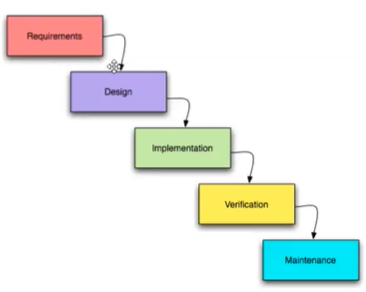 Requirements
Design
Implementation
Verification
Maintenance